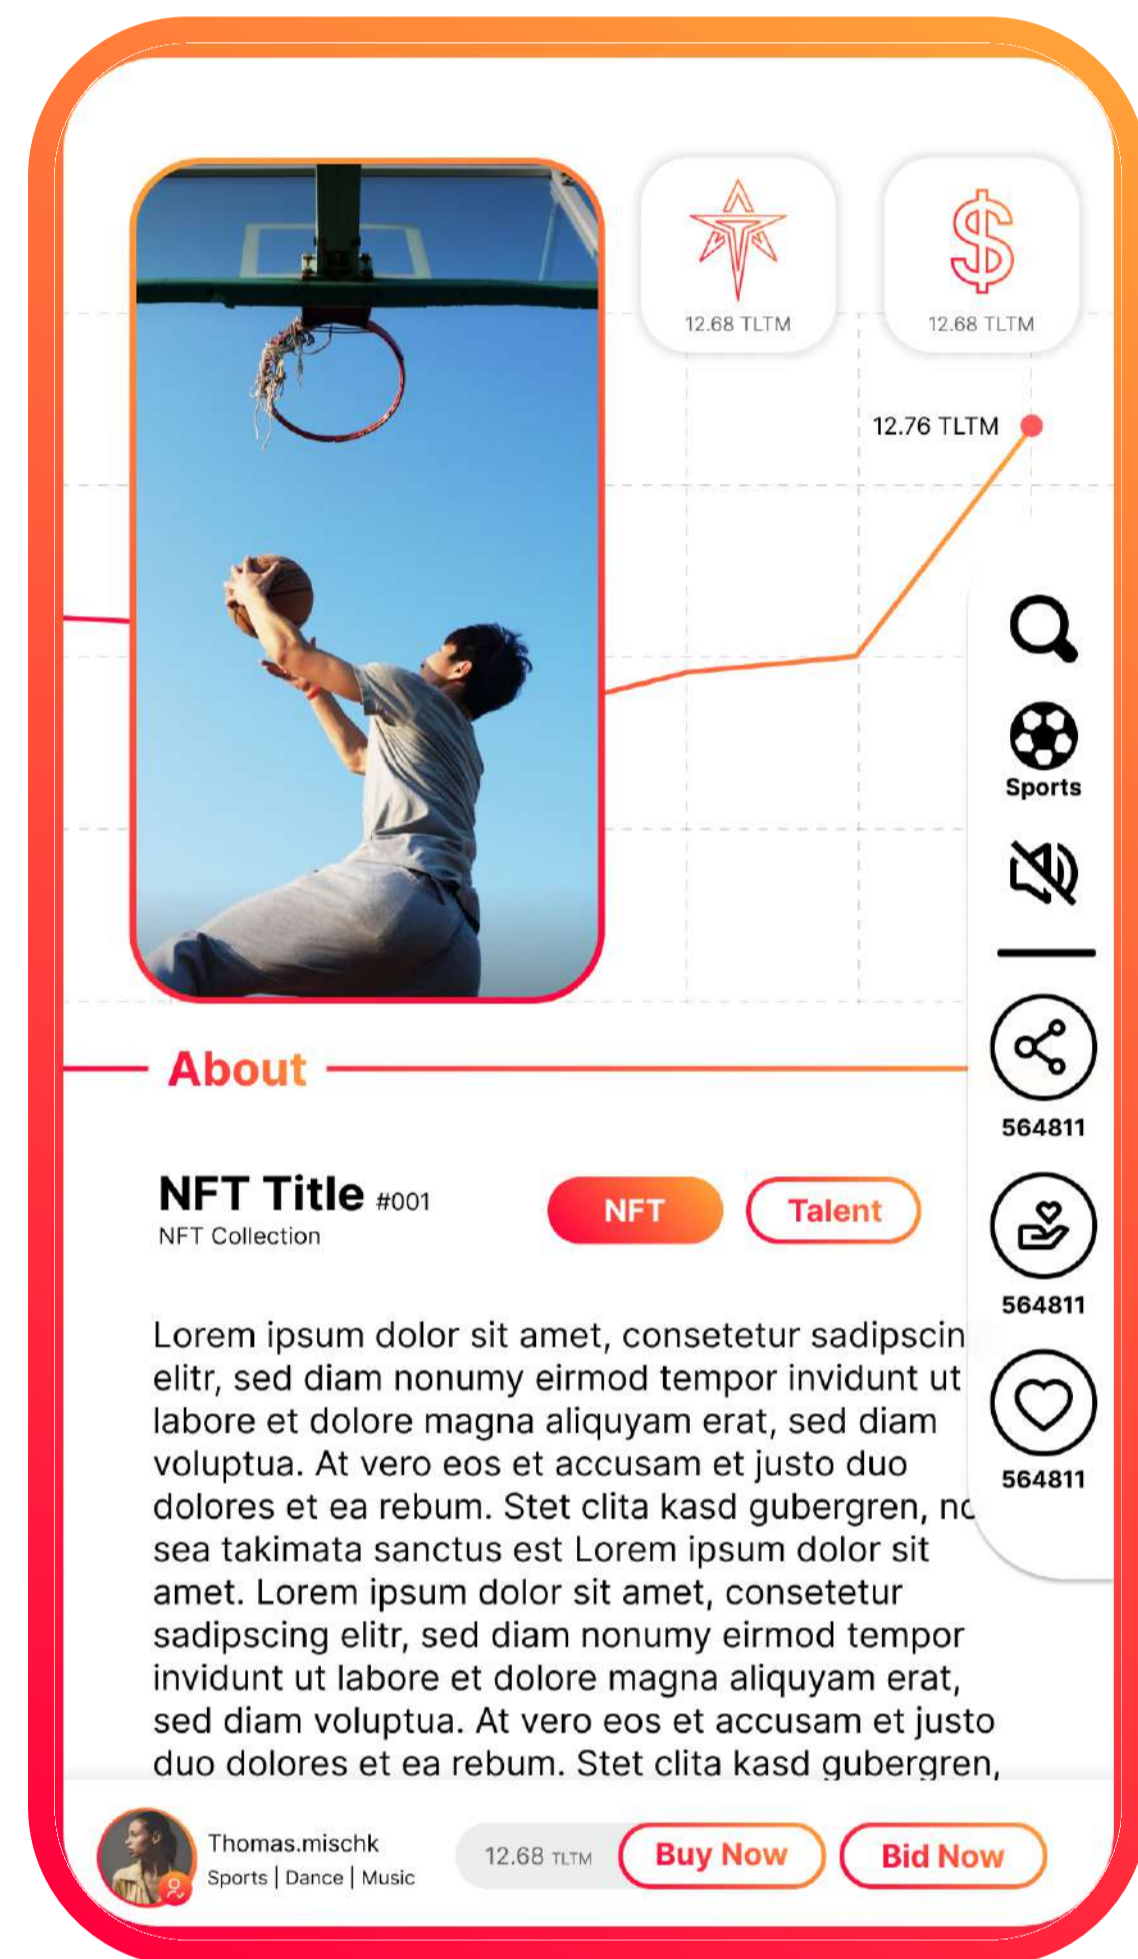 12.68 TLTM
12.68 TLTM
12.76 TLTM
Sports
564811
564811
564811
About
NFT Title #001
NFT Collection
NFT
Talent
Lorem ipsum dolor sit amet, consetetur sadipscin
elitr, sed diam nonumy eirmod tempor invidunt ut
labore et dolore magna aliquyam erat, sed diam
voluptua. At vero eos et accusam et justo duo
dolores et ea rebum. Stet clita kasd gubergren, no
sea takimata sanctus est Lorem ipsum dolor sit
amet. Lorem ipsum dolor sit amet, consetetur
sadipscing elitr, sed diam nonumy eirmod tempor
invidunt ut labore et dolore magna aliquyam erat,
sed diam voluptua. At vero eos et accusam et justo
duo dolores et ea rebum. Stet clita kasd gubergren,
Thomas.mischk
Sports | Dance | Music
12.68 TLTM
Buy Now
Bid Now